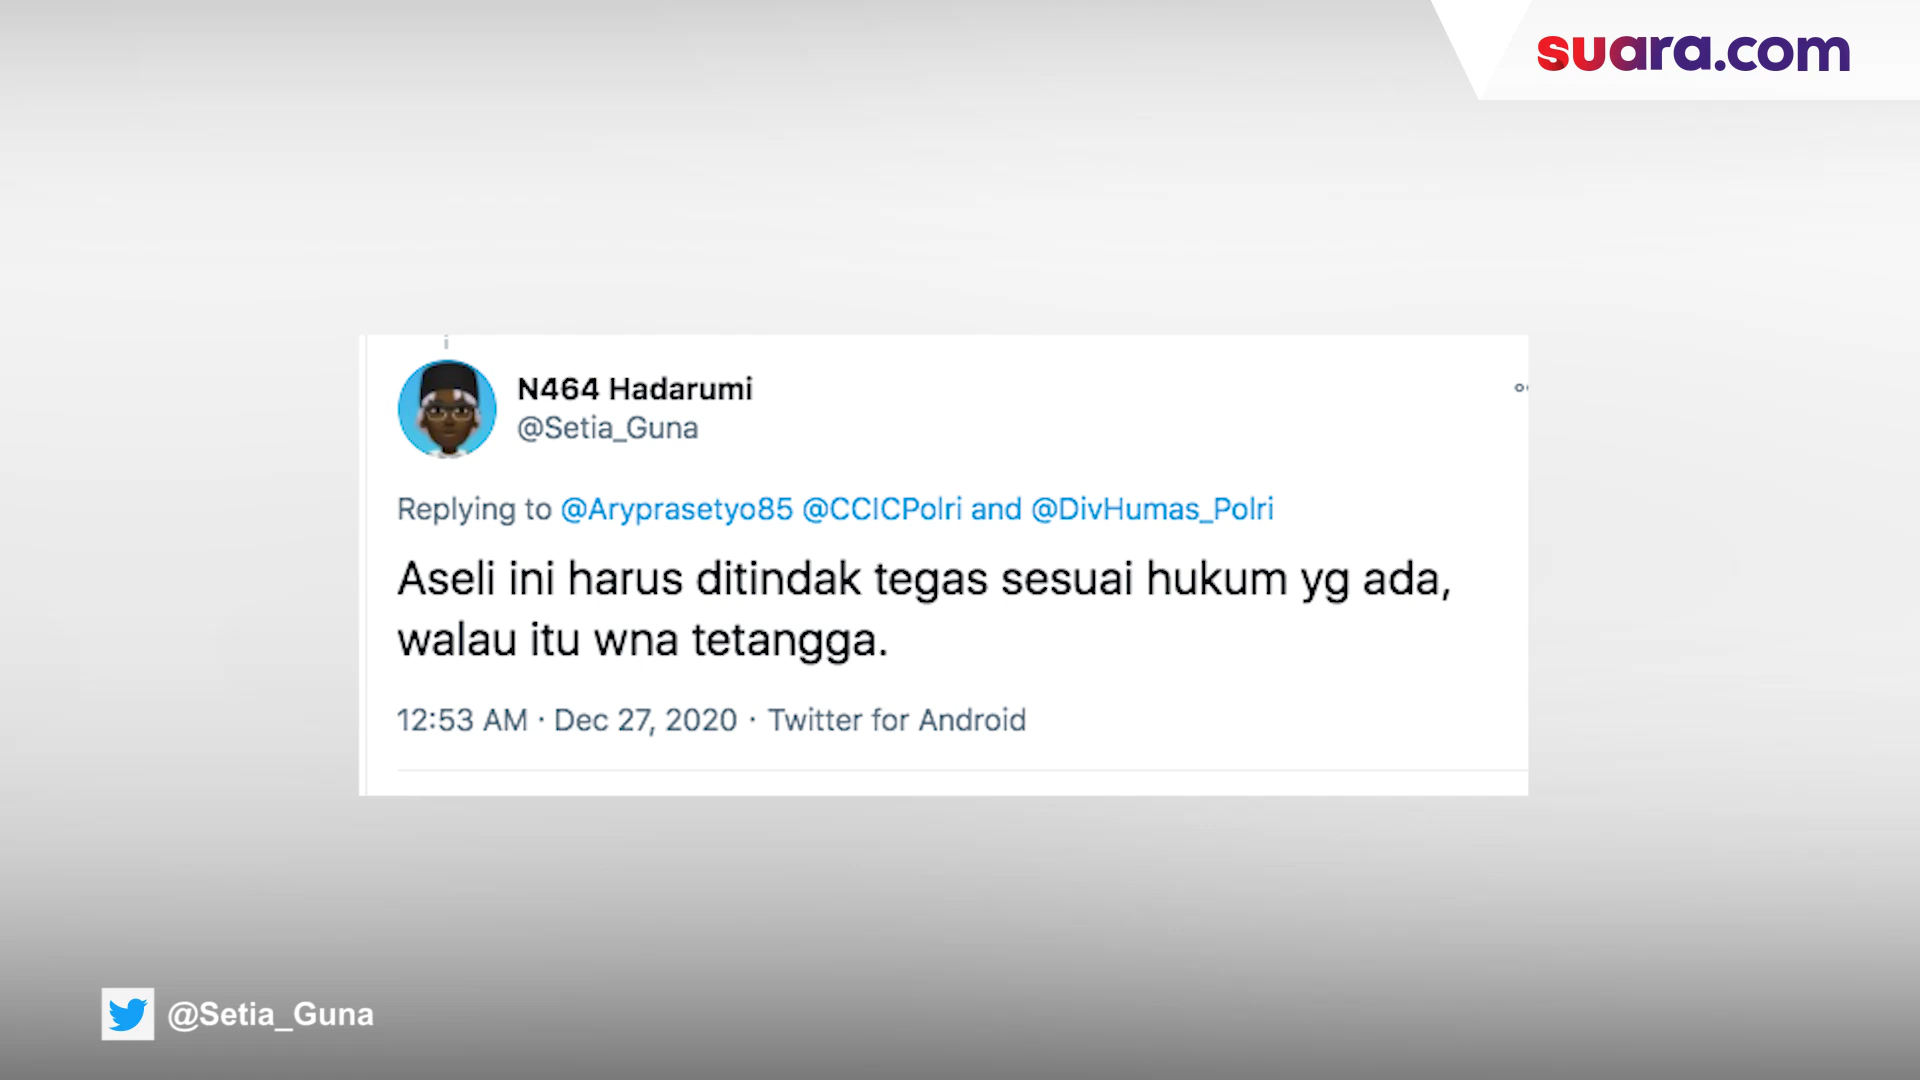 suara.com
N464 Hadarumi
@Setia_Guna
Replying to @Aryprasetyo85 @CCICPolri and @DivHumas_Polri
Aseli ini harus ditindak tegas sesuai hukum yg ada,
walau itu wna tetangga.
12:53 AM · Dec 27, 2020 · Twitter for Android
@Setia_Guna